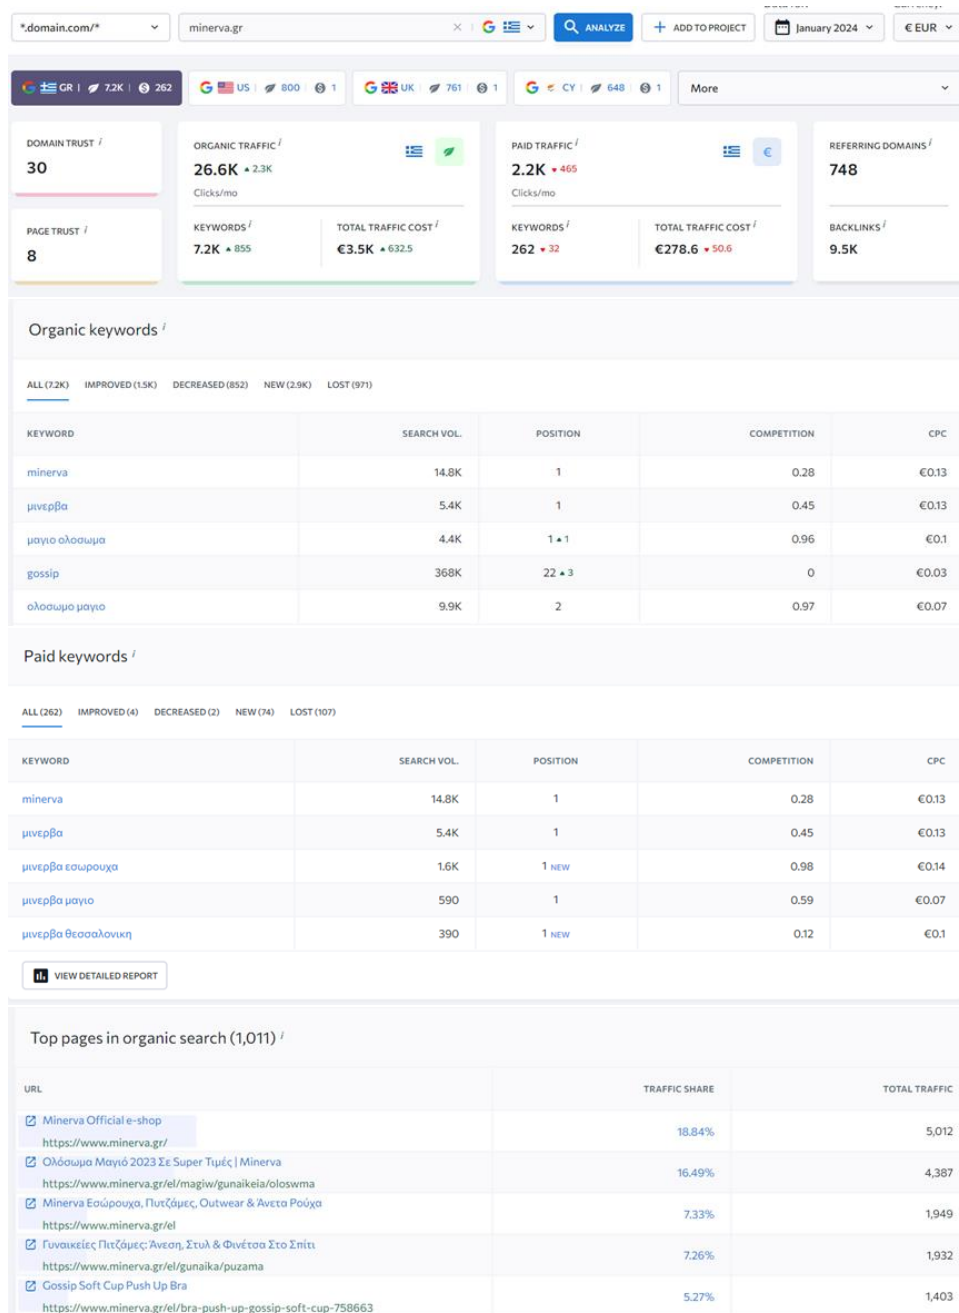 *.domain.com/* minerva.gr ANALYZE + ADD TO PROJECT January 2024 € EUR
GR 7.2K 262 US 800 1 UK 761 1 CY 648 1 More
DOMAIN TRUST i
30
PAGE TRUST i
8
ORGANIC TRAFFIC i
26.6K 2.3K
Clicks/mo
KEYWORDS i TOTAL TRAFFIC COST i
7.2K 855 €3.5K 632.5
PAID TRAFFIC i €
2.2K 465
Clicks/mo
KEYWORDS i TOTAL TRAFFIC COST i
262 32 €278.6 50.6
REFERRING DOMAINS i
748
BACKLINKS i
9.5K
Organic keywords i
ALL (7.2K) IMPROVED (1.5K) DECREASED (852) NEW (2.9K) LOST (971)
KEYWORD SEARCH VOL. POSITION COMPETITION CPC
minerva 14.8K 1 0.28 €0.13
μινερβα 5.4K 1 0.45 €0.13
μαγιο ολοσωμα 4.4K 1 1 0.96 €0.1
gossip 368K 22 3 0 €0.03
ολοσωμο μαγιο 9.9K 2 0.97 €0.07
Paid keywords i
ALL (262) IMPROVED (4) DECREASED (2) NEW (74) LOST (107)
KEYWORD SEARCH VOL. POSITION COMPETITION CPC
minerva 14.8K 1 0.28 €0.13
μινερβα 5.4K 1 0.45 €0.13
μινερβα εσωρουχα 1.6K 1 NEW 0.98 €0.14
μινερβα μαγιο 590 1 0.59 €0.07
μινερβα θεσσαλονικη 390 1 NEW 0.12 €0.1
VIEW DETAILED REPORT
Top pages in organic search (1,011) i
URL TRAFFIC SHARE TOTAL TRAFFIC
Minerva Official e-shop
https://www.minerva.gr/ 18.84% 5,012
Ολόσωμα Μαγιό 2023 Σε Super Τιμές | Minerva
https://www.minerva.gr/el/magiw/gunaikeia/oloswma 16.49% 4,387
Minerva Εσώρουχα, Πυτζάμες, Outwear & Άνετα Ρούχα
https://www.minerva.gr/el 7.33% 1,949
Γυναικείες Πιτζάμες: Άνεση, Στυλ & Φινέτσα Στο Σπίτι
https://www.minerva.gr/el/gunaika/puzama 7.26% 1,932
Gossip Soft Cup Push Up Bra
https://www.minerva.gr/el/bra-push-up-gossip-soft-cup-758663 5.27% 1,403